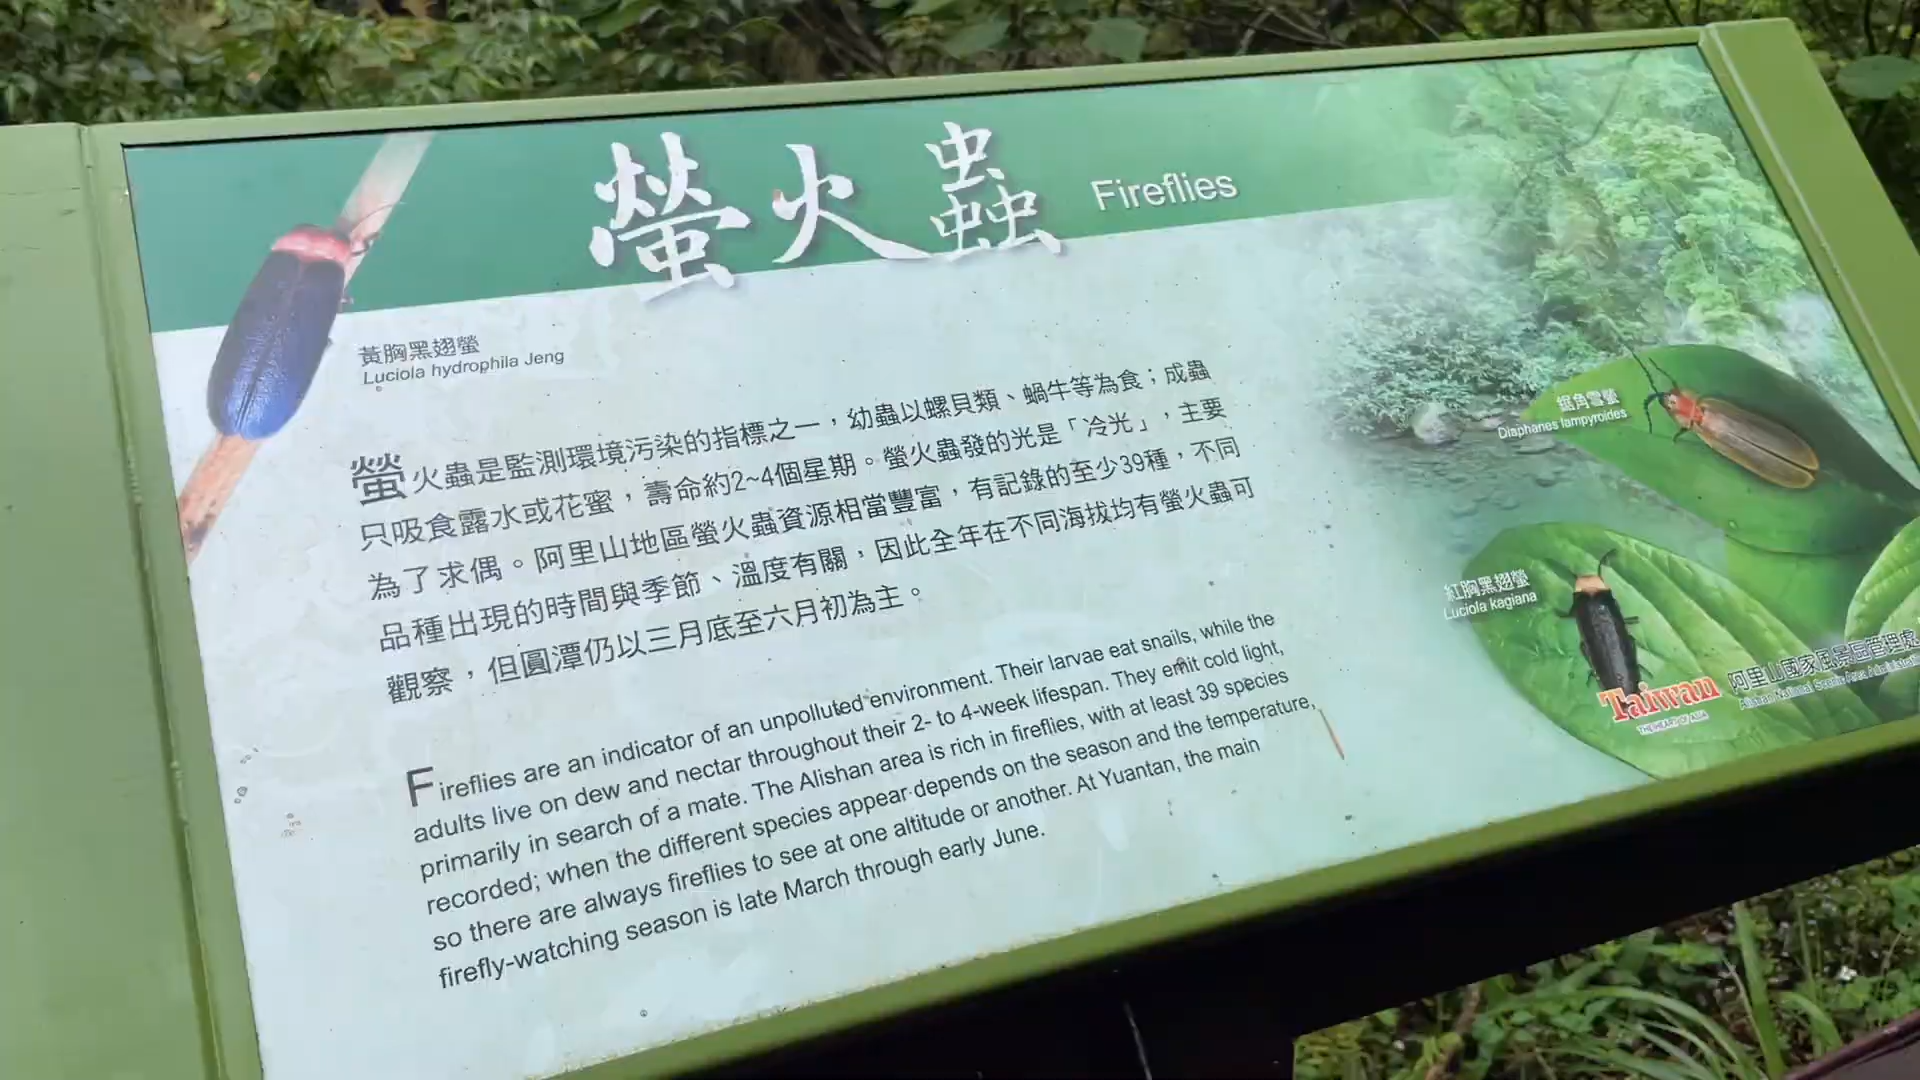 螢火蟲 Fireflies
黃胸黑翅螢
Luciola hydrophila Jeng
螢火蟲是監測環境污染的指標之一，幼蟲以螺貝類、蝸牛等為食；成蟲
只吸食露水或花蜜，壽命約2~4個星期。螢火蟲發的光是「冷光」，主要
為了求偶。阿里山地區螢火蟲資源相當豐富，有記錄的至少39種，不同
品種出現的時間與季節、溫度有關，因此全年在不同海拔均有螢火蟲可
觀察，但圓潭仍以三月底至六月初為主。
Fireflies are an indicator of an unpolluted environment. Their larvae eat snails, while the
adults live on dew and nectar throughout their 2- to 4-week lifespan. They emit cold light,
primarily in search of a mate. The Alishan area is rich in fireflies, with at least 39 species
recorded; when the different species appear depends on the season and the temperature,
so there are always fireflies to see at one altitude or another. At Yuantan, the main
firefly-watching season is late March through early June.
鋸角雪螢
Diaphanes lampyroides
紅胸黑翅螢
Luciola kagiana
Taiwan
THE HEART OF ASIA
阿里山國家風景區管理處
Alishan National Scenic Area